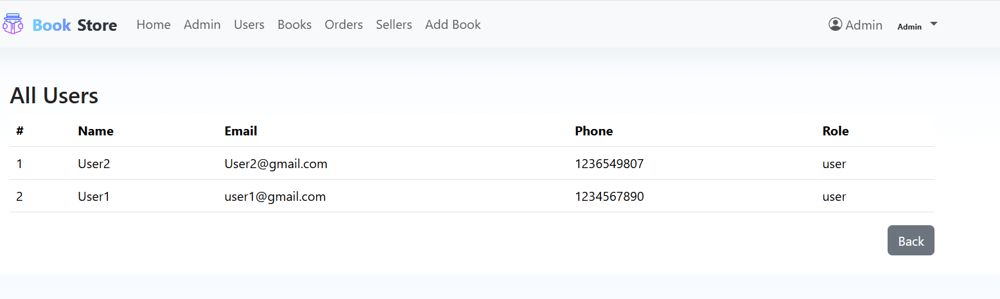 Book Store Home Admin Users Books Orders Sellers Add Book Admin Admin
All Users
# Name Email Phone Role
1 User2 User2@gmail.com 1236549807 user
2 User1 user1@gmail.com 1234567890 user
Back